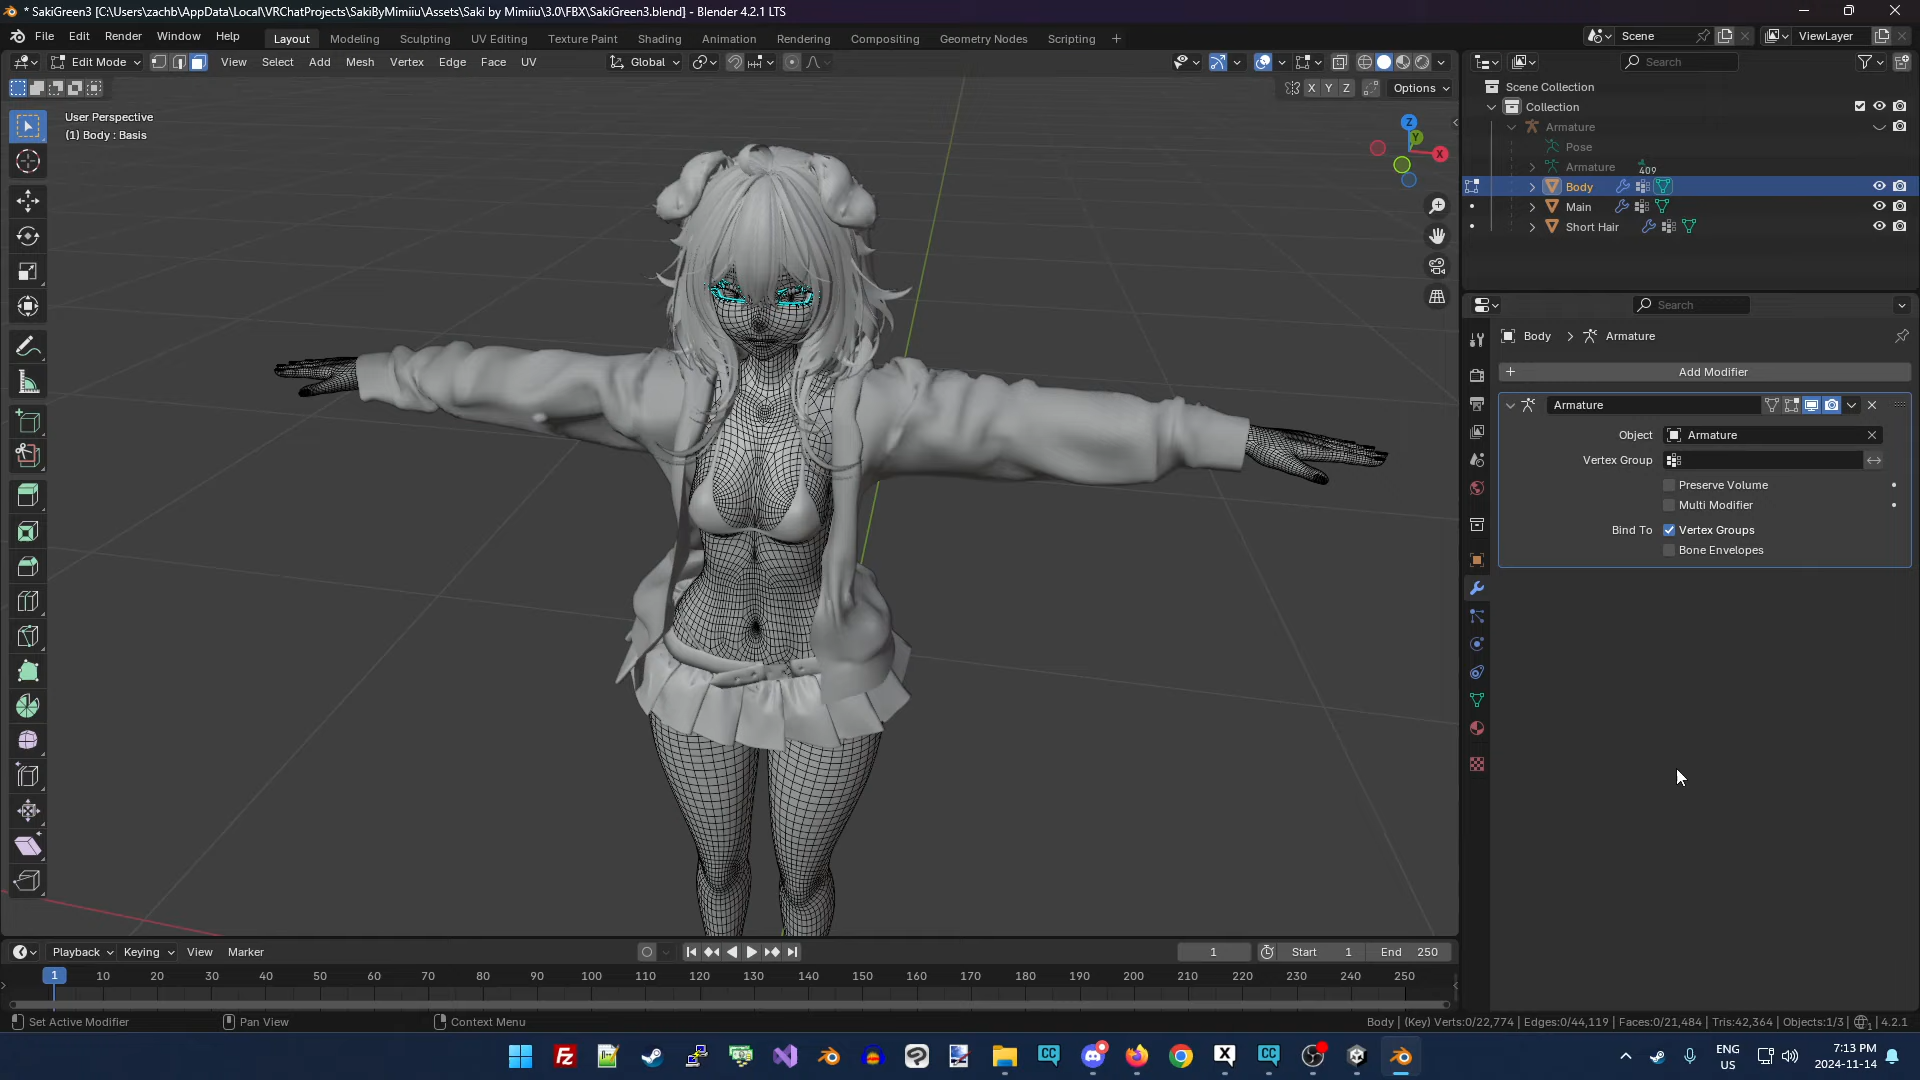 * SakiGreen3 [C:\Users\zachb\AppData\Local\VRChatProjects\SakiByMimiiu\Assets\Saki by Mimiiu\3.0\FBX\SakiGreen3.blend] - Blender 4.2.1 LTS
File Edit Render Window Help Layout Modeling Sculpting UV Editing Texture Paint Shading Animation Rendering Compositing Geometry Nodes Scripting + Scene ViewLayer
Edit Mode View Select Add Mesh Vertex Edge Face UV Global Search
X Y Z Options
User Perspective
(1) Body : Basis
Z
Y
X
Scene Collection
Collection
Armature
Pose
Armature 409
Body
Main
Short Hair
Search
Body > Armature
+ Add Modifier
Armature
Object Armature
Vertex Group
Preserve Volume
Multi Modifier
Bind To Vertex Groups
Bone Envelopes
Playback Keying View Marker 1 Start 1 End 250
1 10 20 30 40 50 60 70 80 90 100 110 120 130 140 150 160 170 180 190 200 210 220 230 240 250
Set Active Modifier Pan View Context Menu Body | (Key) Verts:0/22,774 | Edges:0/44,119 | Faces:0/21,484 | Tris:42,364 | Objects:1/3 | 4.2.1
Fz CC X CC
ENG
US
7:13 PM
2024-11-14